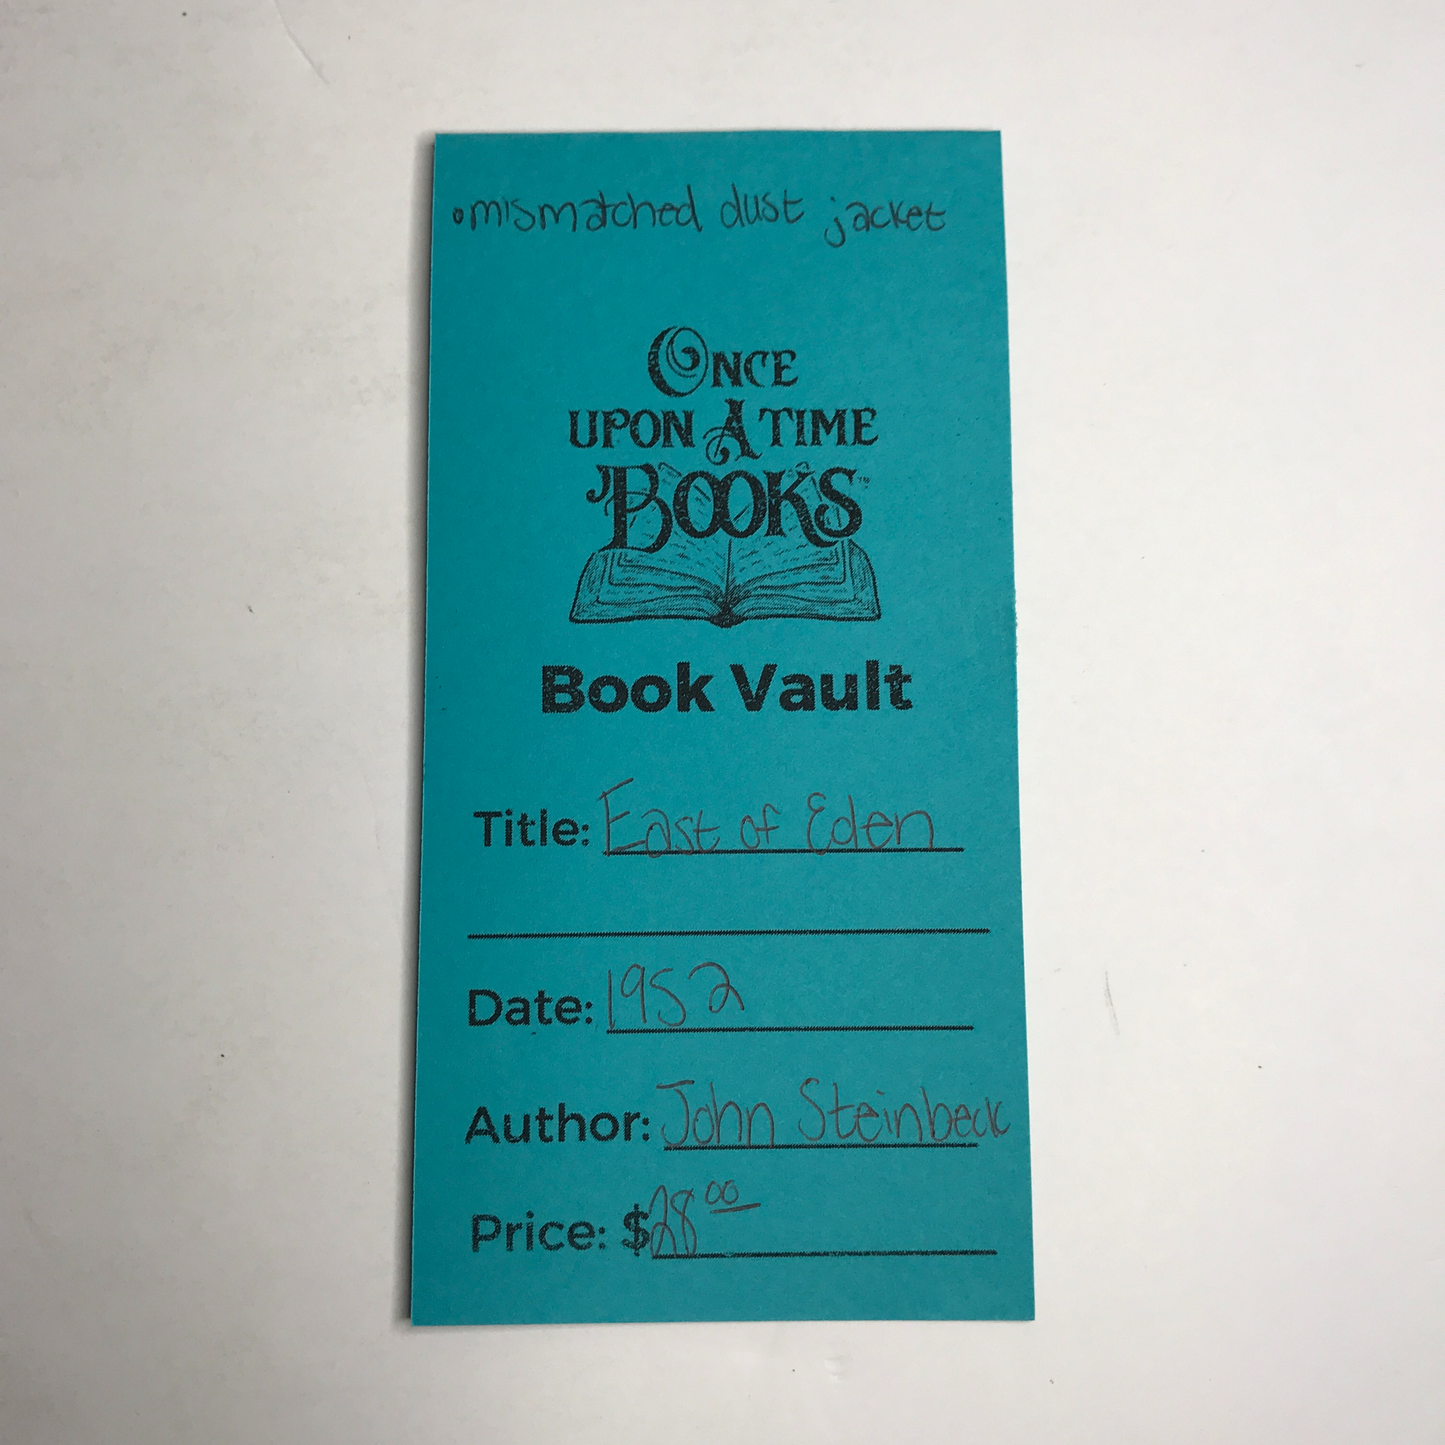 •mismatched dust jacket
ONCE
UPON A TIME
BOOKS™
Book Vault
Title: East of Eden
Date: 1952
Author: John Steinbeck
Price: $28 00